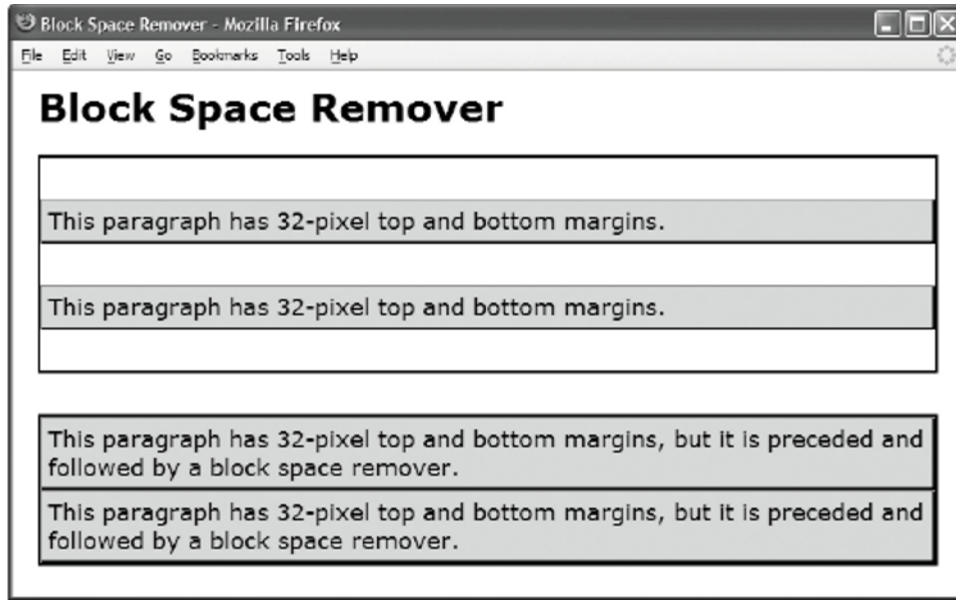 Block Space Remover - Mozilla Firefox
File Edit View Go Bookmarks Tools Help
Block Space Remover
This paragraph has 32-pixel top and bottom margins.
This paragraph has 32-pixel top and bottom margins.
This paragraph has 32-pixel top and bottom margins, but it is preceded and
followed by a block space remover.
This paragraph has 32-pixel top and bottom margins, but it is preceded and
followed by a block space remover.